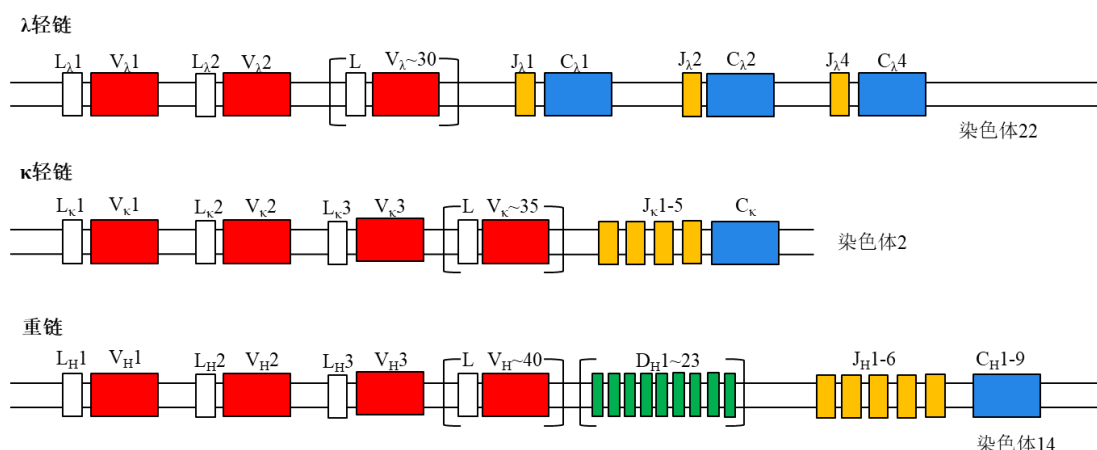 λ轻链
Lλ1 Vλ1 Lλ2 Vλ2 L Vλ~30 Jλ1 Cλ1 Jλ2 Cλ2 Jλ4 Cλ4
染色体22
κ轻链
Lκ1 Vκ1 Lκ2 Vκ2 Lκ3 Vκ3 L Vκ~35 Jκ1-5 Cκ
染色体2
重链
LH1 VH1 LH2 VH2 LH3 VH3 L VH~40 DH1~23 JH1-6 CH1-9
染色体14